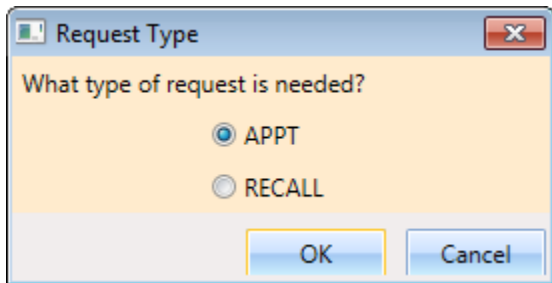 Request Type
What type of request is needed?
APPT
RECALL
OK Cancel